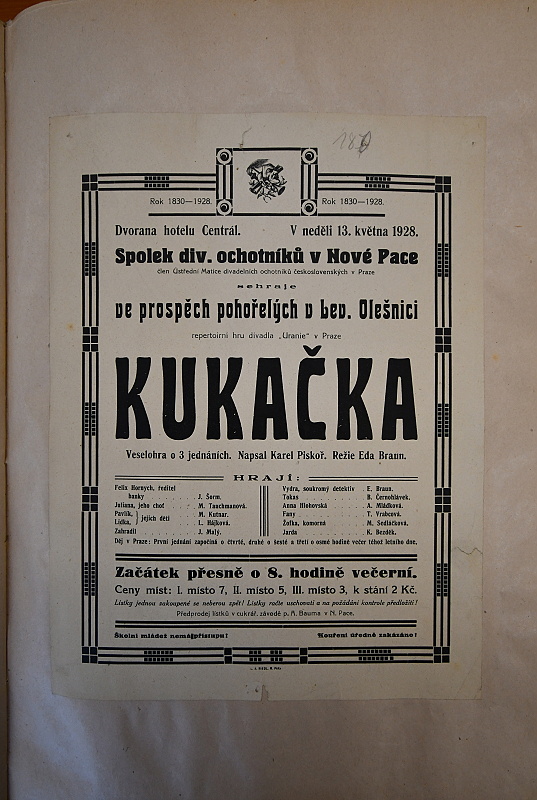 180
Rok 1830—1928.
Rok 1830—1928.
Dvorana hotelu Centrál.
V neděli 13. května 1928.
Spolek div. ochotníků v Nové Pace
člen Ústřední Matice divadelních ochotníků československých v Praze
sehraje
ve prospěch pohořelých v Lev. Olešnici
repertoirní hru divadla „Uranie“ v Praze
KUKAČKA
Veselohra o 3 jednáních. Napsal Karel Piskoř. Režie Eda Braun.
HRAJÍ:
Felix Hornych, ředitel
banky . . . . . . . . J. Šorm.
Juliana, jeho choť . . . M. Tauchmanová.
Pavlík, } jejich děti . . . M. Kutnar.
Lidka, . . . L. Hájková.
Zahradil . . . . . . . . J. Malý.
Vydra, soukromý detektiv . E. Braun.
Tokas . . . . . . . . B. Černohlávek.
Anna Hlohovská . . . . A. Mládková.
Fany . . . . . . . . T. Vrabcová.
Žofka, komorná . . . . M. Sedláčková.
Jarda . . . . . . . . K. Bezděk.
Děj v Praze: První jednání započíná o čtvrté, druhé o šesté a třetí o osmé hodině večer téhož letního dne.
Začátek přesně o 8. hodině večerní.
Ceny míst: I. místo 7, II. místo 5, III. místo 3, k stání 2 Kč.
Lístky jednou zakoupené se neberou zpět! Lístky račte uschovati a na požádání kontrole předložiti!
Předprodej lístků v cukrář. závodě p. A. Bauma v N. Pace.
Školní mládež nemá přístupu!
Kouření úředně zakázáno!